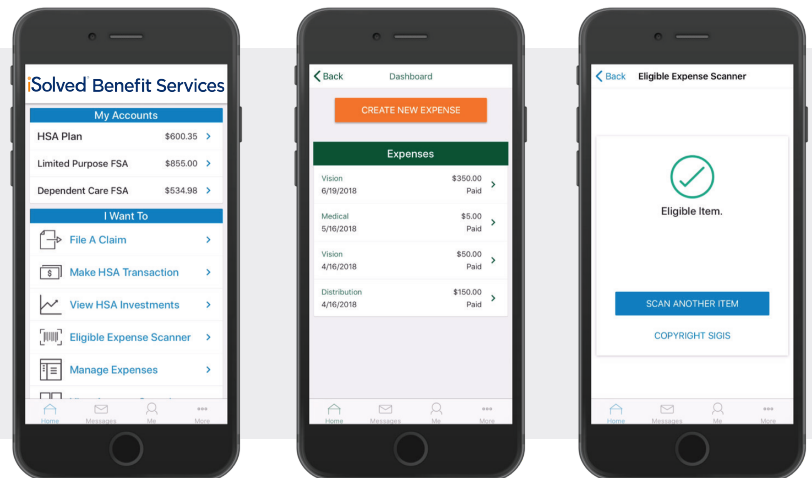 iSolved Benefit Services
My Accounts
HSA Plan $600.35
Limited Purpose FSA $855.00
Dependent Care FSA $534.98
I Want To
File A Claim
$ Make HSA Transaction
View HSA Investments
Eligible Expense Scanner
Manage Expenses
Home Messages Me More
Back Dashboard
CREATE NEW EXPENSE
Expenses
Vision $350.00
6/19/2018 Paid
Medical $5.00
5/16/2018 Paid
Vision $50.00
4/16/2018 Paid
Distribution $150.00
4/16/2018 Paid
Home Messages Me More
Back Eligible Expense Scanner
Eligible Item.
SCAN ANOTHER ITEM
COPYRIGHT SIGIS
Home Messages Me More